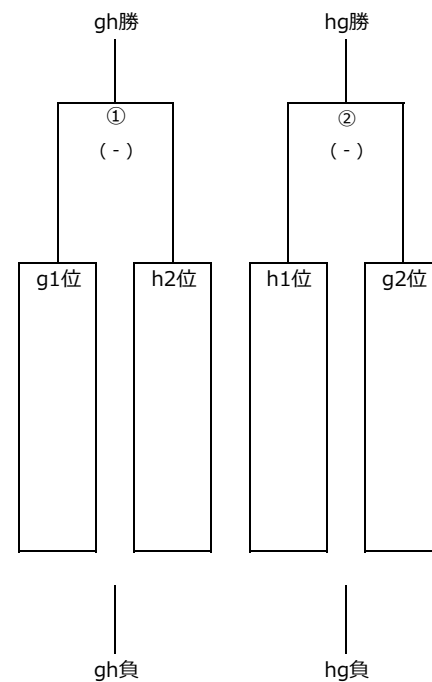 gh勝 hg勝
① ②
( - ) ( - )
g1位 h2位 h1位 g2位
gh負 hg負